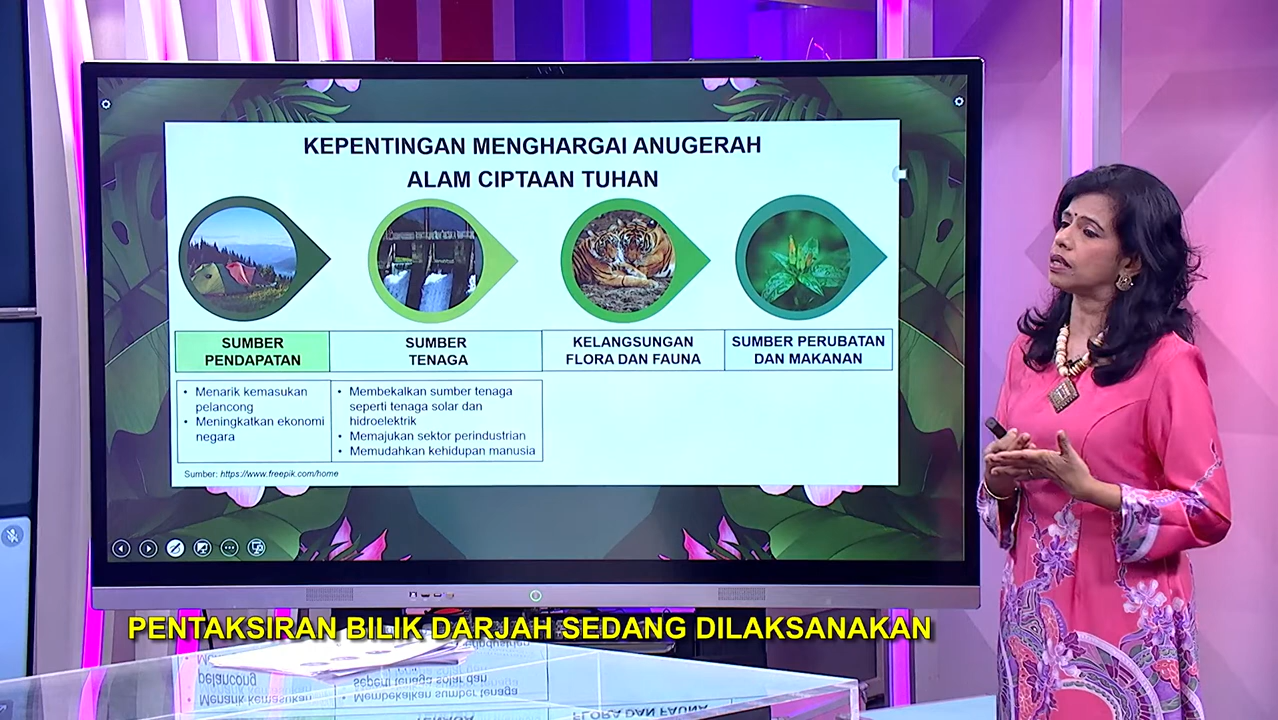 KEPENTINGAN MENGHARGAI ANUGERAH
ALAM CIPTAAN TUHAN
SUMBER
PENDAPATAN
SUMBER
TENAGA
KELANGSUNGAN
FLORA DAN FAUNA
SUMBER PERUBATAN
DAN MAKANAN
• Menarik kemasukan
pelancong
• Meningkatkan ekonomi
negara
• Membekalkan sumber tenaga
seperti tenaga solar dan
hidroelektrik
• Memajukan sektor perindustrian
• Memudahkan kehidupan manusia
Sumber: https://www.freepik.com/home
PENTAKSIRAN BILIK DARJAH SEDANG DILAKSANAKAN